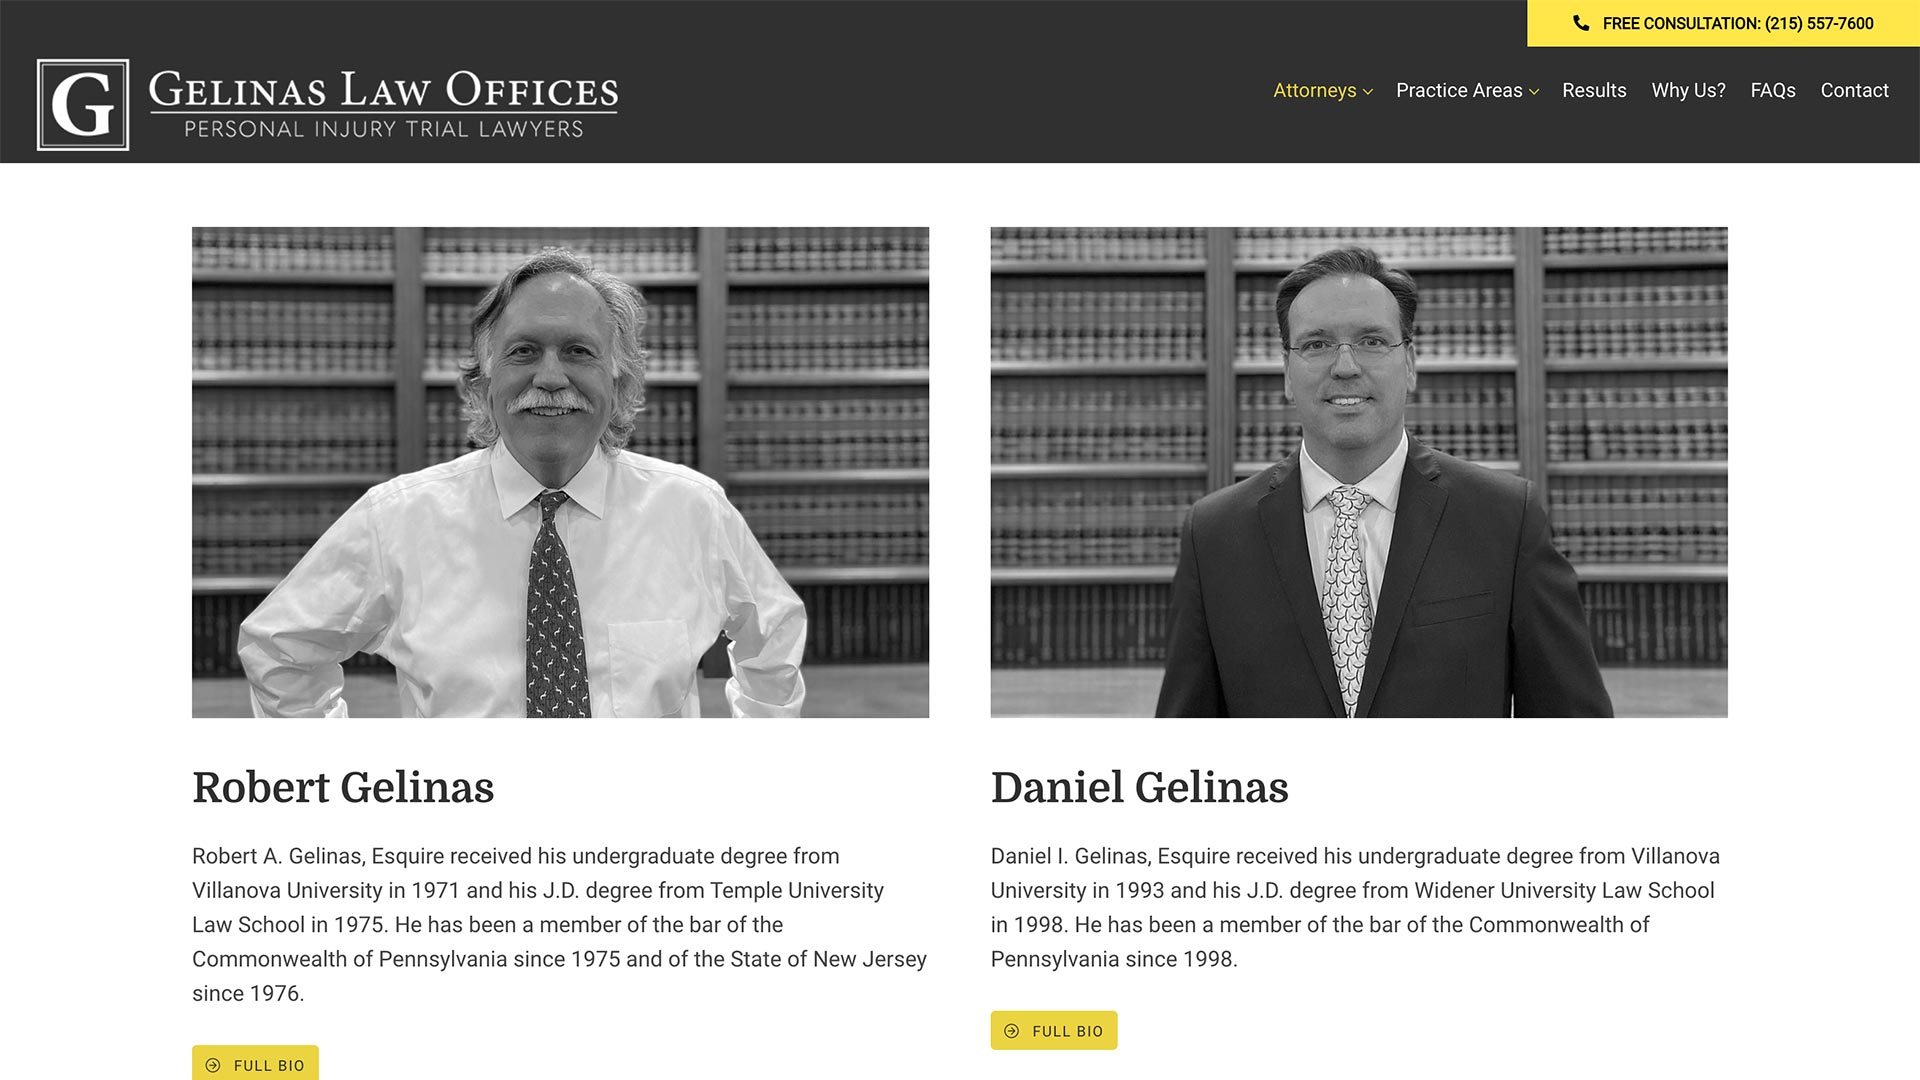 FREE CONSULTATION: (215) 557-7600
G
GELINAS LAW OFFICES
PERSONAL INJURY TRIAL LAWYERS
Attorneys Practice Areas Results Why Us? FAQs Contact
Robert Gelinas
Robert A. Gelinas, Esquire received his undergraduate degree from
Villanova University in 1971 and his J.D. degree from Temple University
Law School in 1975. He has been a member of the bar of the
Commonwealth of Pennsylvania since 1975 and of the State of New Jersey
since 1976.
FULL BIO
Daniel Gelinas
Daniel I. Gelinas, Esquire received his undergraduate degree from Villanova
University in 1993 and his J.D. degree from Widener University Law School
in 1998. He has been a member of the bar of the Commonwealth of
Pennsylvania since 1998.
FULL BIO